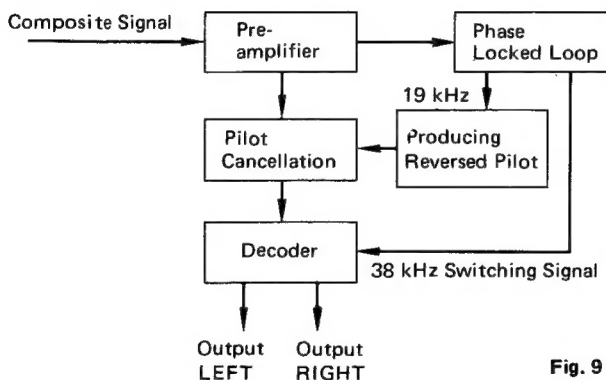 Composite Signal
Pre-
amplifier
Phase
Locked Loop
19 kHz
Pilot
Cancellation
Producing
Reversed Pilot
Decoder
38 kHz Switching Signal
Output
LEFT
Output
RIGHT
Fig. 9